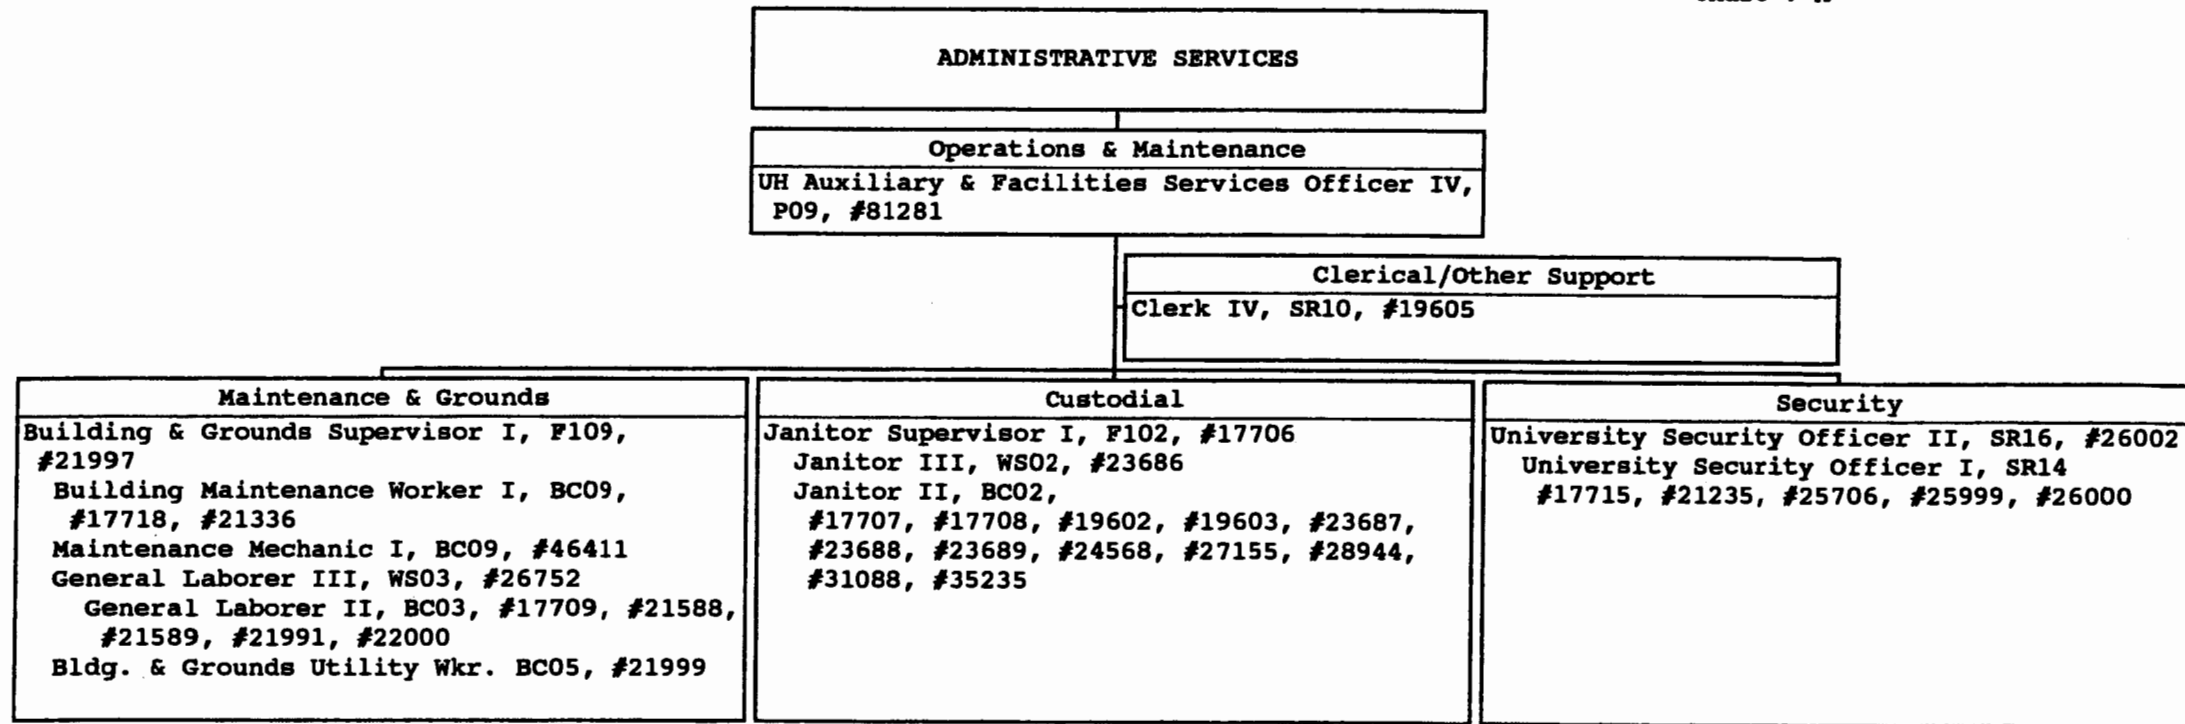 ADMINISTRATIVE SERVICES
Operations & Maintenance
UH Auxiliary & Facilities Services Officer IV,
P09, #81281
Clerical/Other Support
Clerk IV, SR10, #19605
Maintenance & Grounds
Building & Grounds Supervisor I, F109,
#21997
Building Maintenance Worker I, BC09,
#17718, #21336
Maintenance Mechanic I, BC09, #46411
General Laborer III, WS03, #26752
General Laborer II, BC03, #17709, #21588,
#21589, #21991, #22000
Bldg. & Grounds Utility Wkr. BC05, #21999
Custodial
Janitor Supervisor I, F102, #17706
Janitor III, WS02, #23686
Janitor II, BC02,
#17707, #17708, #19602, #19603, #23687,
#23688, #23689, #24568, #27155, #28944,
#31088, #35235
Security
University Security Officer II, SR16, #26002
University Security Officer I, SR14
#17715, #21235, #25706, #25999, #26000